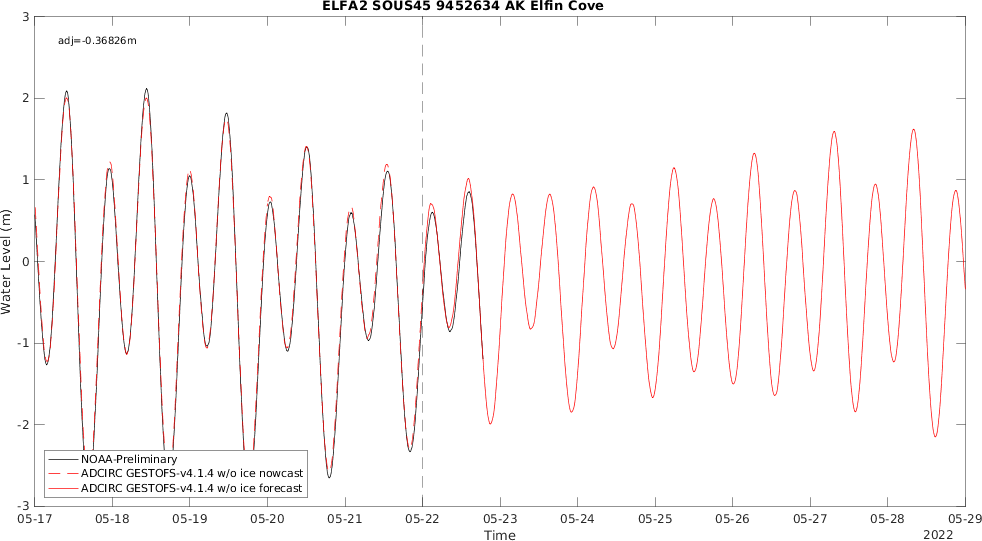 ELFA2 SOUS45 9452634 AK Elfin Cove
adj=-0.36826m
3
2
1
0
-1
-2
-3
Water Level (m)
NOAA-Preliminary
ADCIRC GESTOFS-v4.1.4 w/o ice nowcast
ADCIRC GESTOFS-v4.1.4 w/o ice forecast
05-17 05-18 05-19 05-20 05-21 05-22 05-23 05-24 05-25 05-26 05-27 05-28 05-29
Time
2022